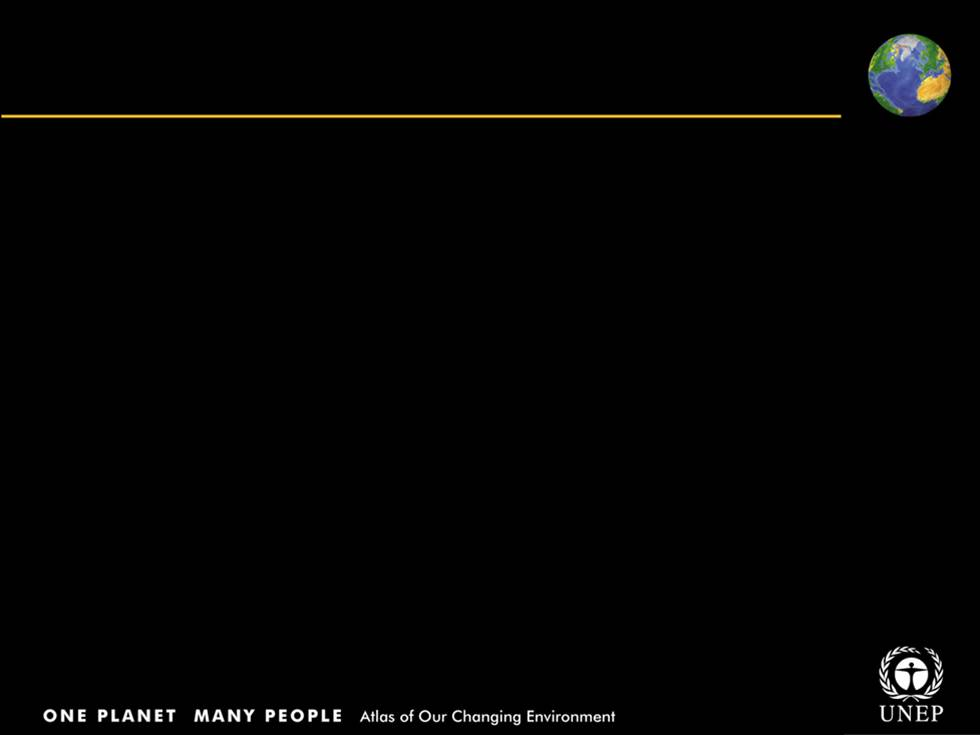 ONE PLANET MANY PEOPLE Atlas of Our Changing Environment
UNEP